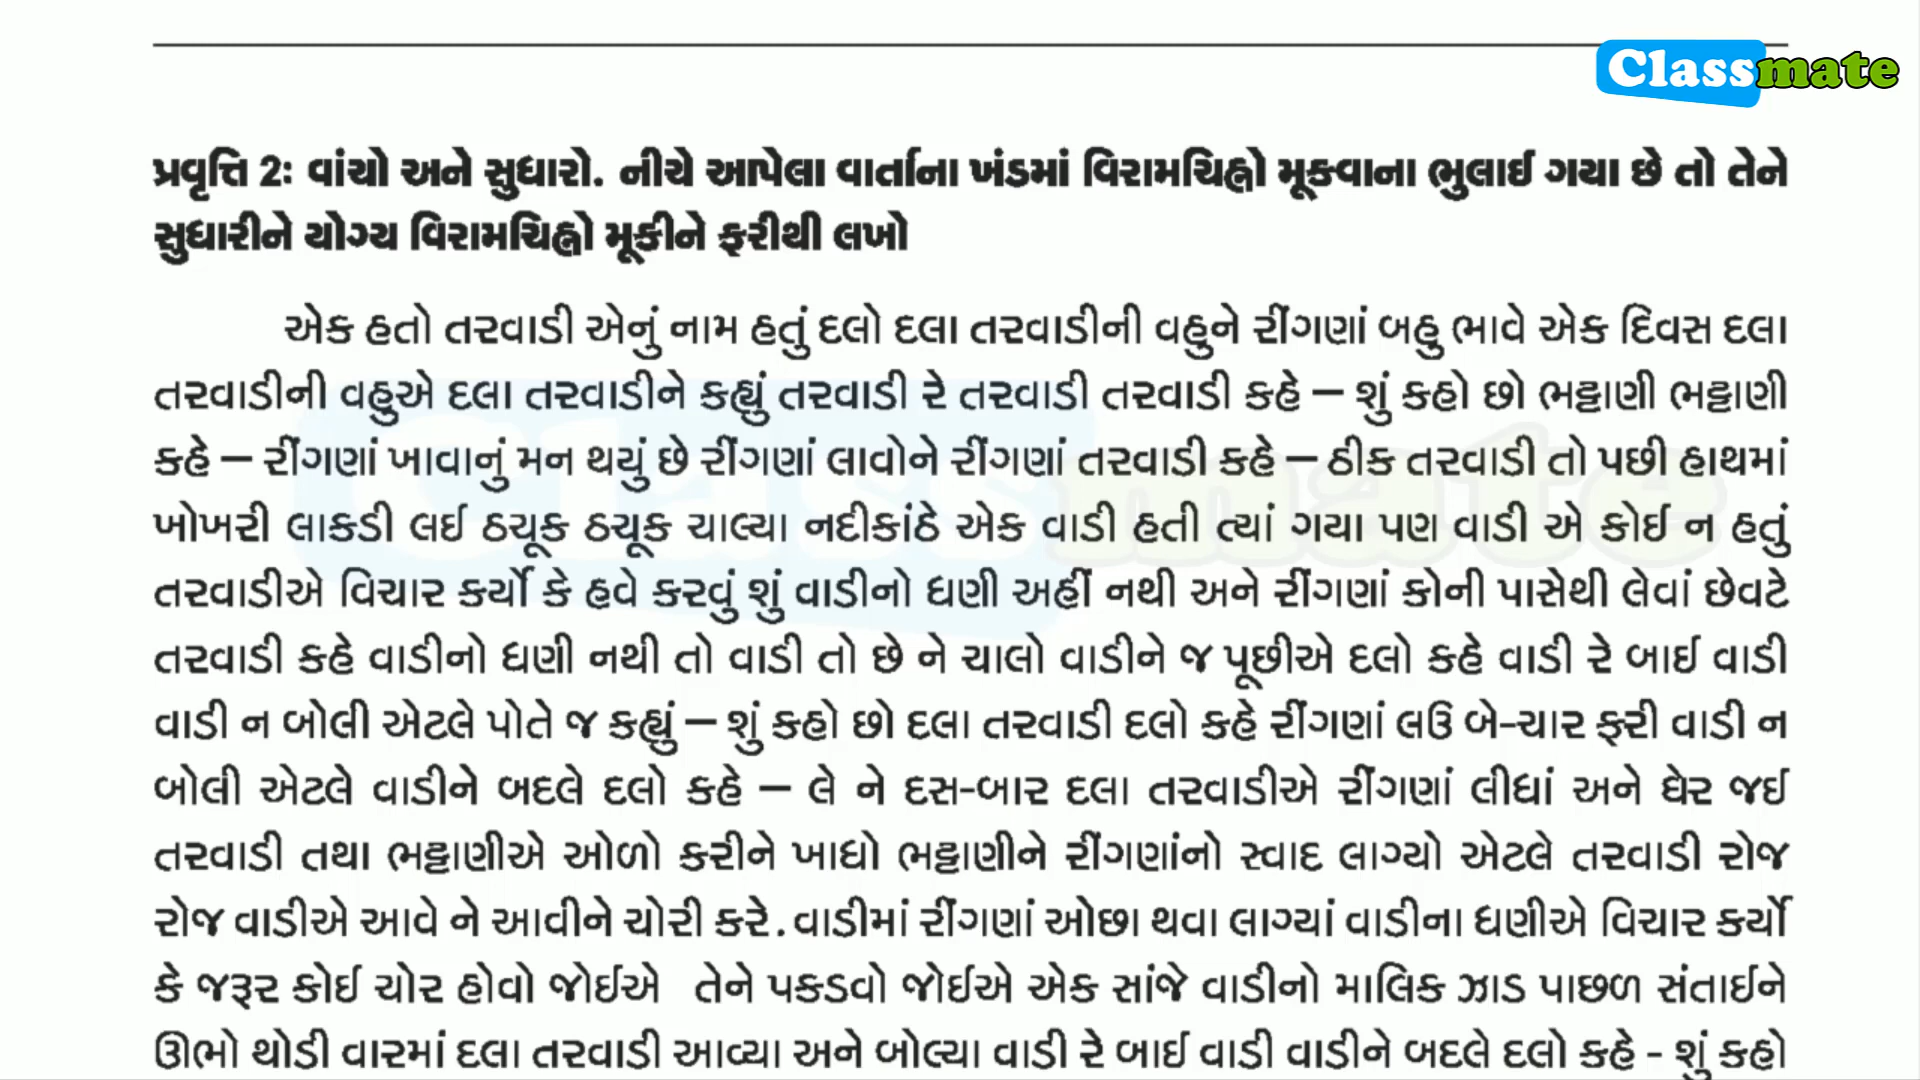 Classmate
પ્રવૃત્તિ 2: વાંચો અને સુધારો. નીચે આપેલા વાર્તાના ખંડમાં વિરામચિહ્નો મૂકવાના ભુલાઈ ગયા છે તો તેને
સુધારીને યોગ્ય વિરામચિહ્નો મૂકીને ફરીથી લખો
એક હતો તરવાડી એનું નામ હતું દલો દલા તરવાડીની વહુને રીંગણાં બહુ ભાવે એક દિવસ દલા
તરવાડીની વહુએ દલા તરવાડીને કહ્યું તરવાડી રે તરવાડી તરવાડી કહે – શું કહો છો ભટ્ટાણી ભટ્ટાણી
કહે – રીંગણાં ખાવાનું મન થયું છે રીંગણાં લાવોને રીંગણાં તરવાડી કહે – ઠીક તરવાડી તો પછી હાથમાં
ખોખરી લાકડી લઈ ઠચૂક ઠચૂક ચાલ્યા નદીકાંઠે એક વાડી હતી ત્યાં ગયા પણ વાડી એ કોઈ ન હતું
તરવાડીએ વિચાર કર્યો કે હવે કરવું શું વાડીનો ધણી અહીં નથી અને રીંગણાં કોની પાસેથી લેવાં છેવટે
તરવાડી કહે વાડીનો ધણી નથી તો વાડી તો છે ને ચાલો વાડીને જ પૂછીએ દલો કહે વાડી રે બાઈ વાડી
વાડી ન બોલી એટલે પોતે જ કહ્યું – શું કહો છો દલા તરવાડી દલો કહે રીંગણાં લઉ બે-ચાર ફરી વાડી ન
બોલી એટલે વાડીને બદલે દલો કહે – લે ને દસ-બાર દલા તરવાડીએ રીંગણાં લીધાં અને ઘેર જઈ
તરવાડી તથા ભટ્ટાણીએ ઓળો કરીને ખાધો ભટ્ટાણીને રીંગણાંનો સ્વાદ લાગ્યો એટલે તરવાડી રોજ
રોજ વાડીએ આવે ને આવીને ચોરી કરે. વાડીમાં રીંગણાં ઓછા થવા લાગ્યાં વાડીના ધણીએ વિચાર કર્યો
કે જરૂર કોઈ ચોર હોવો જોઈએ તેને પકડવો જોઈએ એક સાંજે વાડીનો માલિક ઝાડ પાછળ સંતાઈને
ઊભો થોડી વારમાં દલા તરવાડી આવ્યા અને બોલ્યા વાડી રે બાઈ વાડી વાડીને બદલે દલો કહે - શું કહો